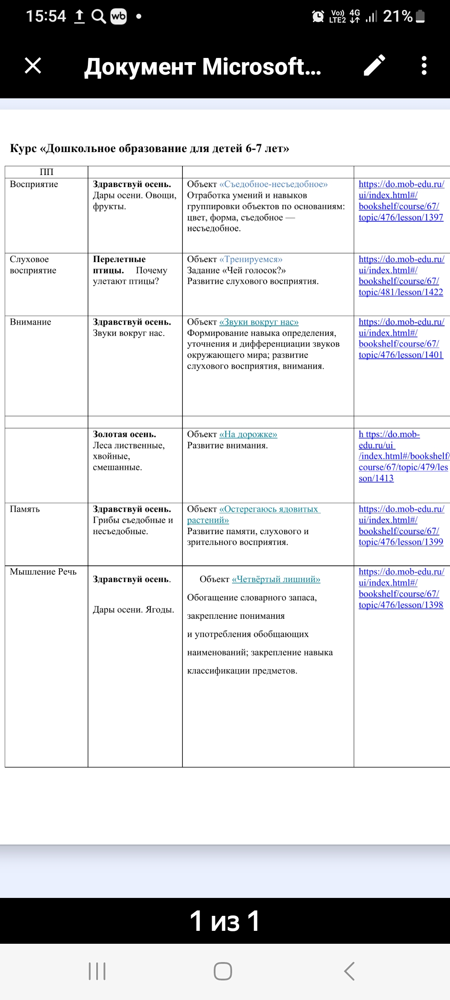 15:54 wb Vo)) LTE2 4G 21%
Документ Microsoft...
Курс «Дошкольное образование для детей 6-7 лет»
ПП
Восприятие
Здравствуй осень.
Дары осени. Овощи,
фрукты.
Объект «Съедобное-несъедобное»
Отработка умений и навыков
группировки объектов по основаниям:
цвет, форма, съедобное —
несъедобное.
https://do.mob-edu.ru/
ui/index.html#/
bookshelf/course/67/
topic/476/lesson/1397
Слуховое
восприятие
Перелетные
птицы. Почему
улетают птицы?
Объект «Тренируемся»
Задание «Чей голосок?»
Развитие слухового восприятия.
https://do.mob-edu.ru/
ui/index.html#/
bookshelf/course/67/
topic/481/lesson/1422
Внимание
Здравствуй осень.
Звуки вокруг нас.
Объект «Звуки вокруг нас»
Формирование навыка определения,
уточнения и дифференциации звуков
окружающего мира; развитие
слухового восприятия, внимания.
https://do.mob-edu.ru/
ui/index.html#/
bookshelf/course/67/
topic/476/lesson/1401
Золотая осень.
Леса лиственные,
хвойные,
смешанные.
Объект «На дорожке»
Развитие внимания.
h ttps://do.mob-
edu.ru/ui
/index.html#/bookshelf/
course/67/topic/479/les
son/1413
Память
Здравствуй осень.
Грибы съедобные и
несъедобные.
Объект «Остерегаюсь ядовитых
растений»
Развитие памяти, слухового и
зрительного восприятия.
https://do.mob-edu.ru/
ui/index.html#/
bookshelf/course/67/
topic/476/lesson/1399
Мышление Речь
Здравствуй осень.
Дары осени. Ягоды.
Объект «Четвёртый лишний»
Обогащение словарного запаса,
закрепление понимания
и употребления обобщающих
наименований; закрепление навыка
классификации предметов.
https://do.mob-edu.ru/
ui/index.html#/
bookshelf/course/67/
topic/476/lesson/1398
1 из 1